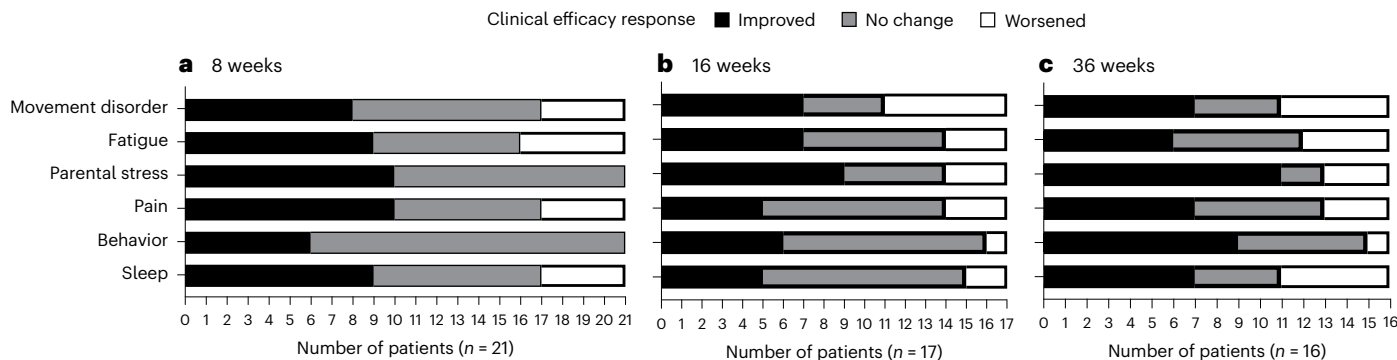 Clinical efficacy response Improved No change Worsened
a 8 weeks
b 16 weeks
c 36 weeks
Movement disorder
Fatigue
Parental stress
Pain
Behavior
Sleep
0 1 2 3 4 5 6 7 8 9 10 11 12 13 14 15 16 17 18 19 20 21
Number of patients (n = 21)
0 1 2 3 4 5 6 7 8 9 10 11 12 13 14 15 16 17
Number of patients (n = 17)
0 1 2 3 4 5 6 7 8 9 10 11 12 13 14 15 16
Number of patients (n = 16)